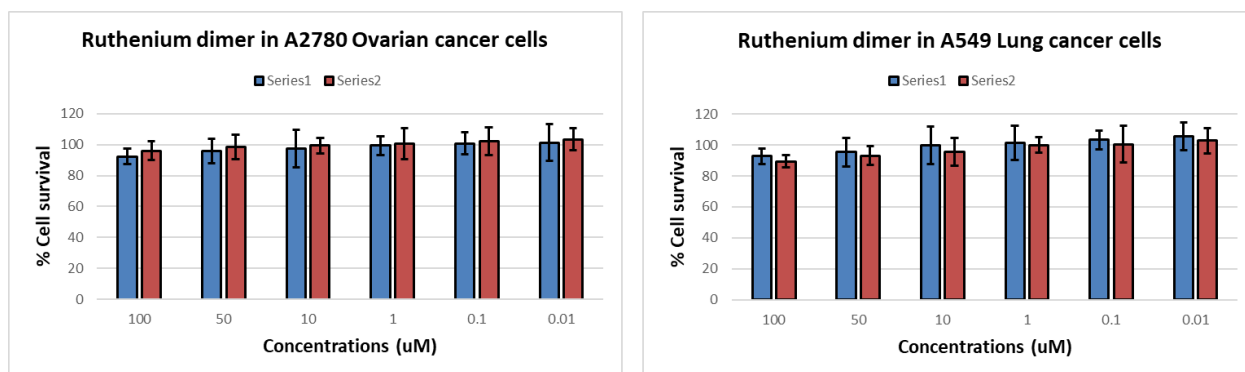 Ruthenium dimer in A2780 Ovarian cancer cells
Series1 Series2
120
100
80
60
40
20
0
% Cell survival
100 50 10 1 0.1 0.01
Concentrations (uM)
Ruthenium dimer in A549 Lung cancer cells
Series1 Series2
120
100
80
60
40
20
0
% Cell survival
100 50 10 1 0.1 0.01
Concentrations (uM)